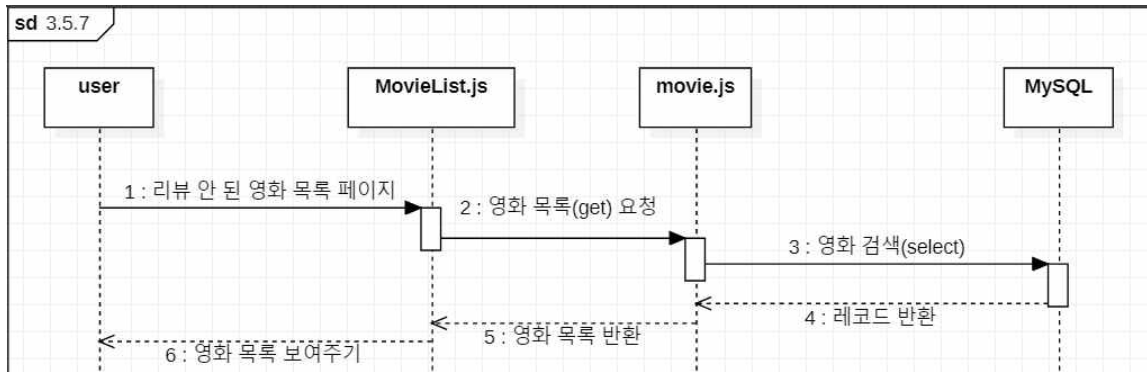 sd 3.5.7
user
MovieList.js
movie.js
MySQL
1 : 리뷰 안 된 영화 목록 페이지
2 : 영화 목록(get) 요청
3 : 영화 검색(select)
4 : 레코드 반환
5 : 영화 목록 반환
6 : 영화 목록 보여주기